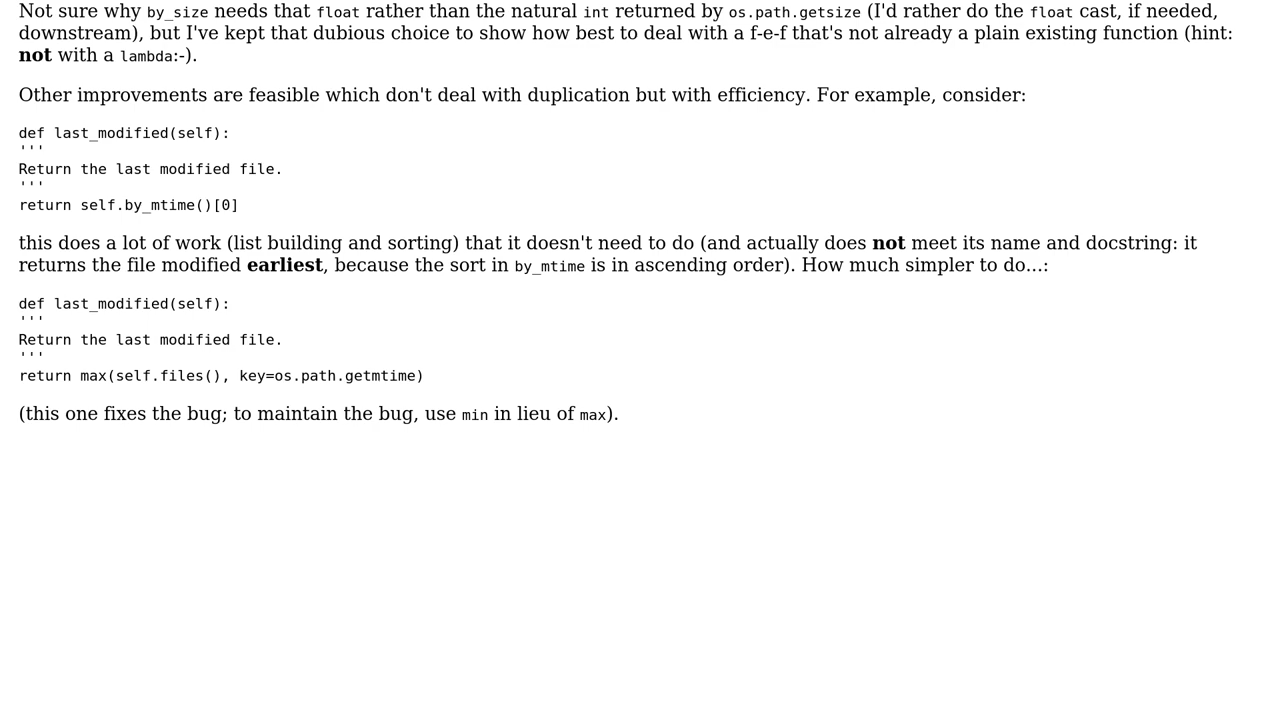 Not sure why by_size needs that float rather than the natural int returned by os.path.getsize (I'd rather do the float cast, if needed,
downstream), but I've kept that dubious choice to show how best to deal with a f-e-f that's not already a plain existing function (hint:
not with a lambda:-).
Other improvements are feasible which don't deal with duplication but with efficiency. For example, consider:
def last_modified(self):
'''
Return the last modified file.
'''
return self.by_mtime()[0]
this does a lot of work (list building and sorting) that it doesn't need to do (and actually does not meet its name and docstring: it
returns the file modified earliest, because the sort in by_mtime is in ascending order). How much simpler to do...:
def last_modified(self):
'''
Return the last modified file.
'''
return max(self.files(), key=os.path.getmtime)
(this one fixes the bug; to maintain the bug, use min in lieu of max).